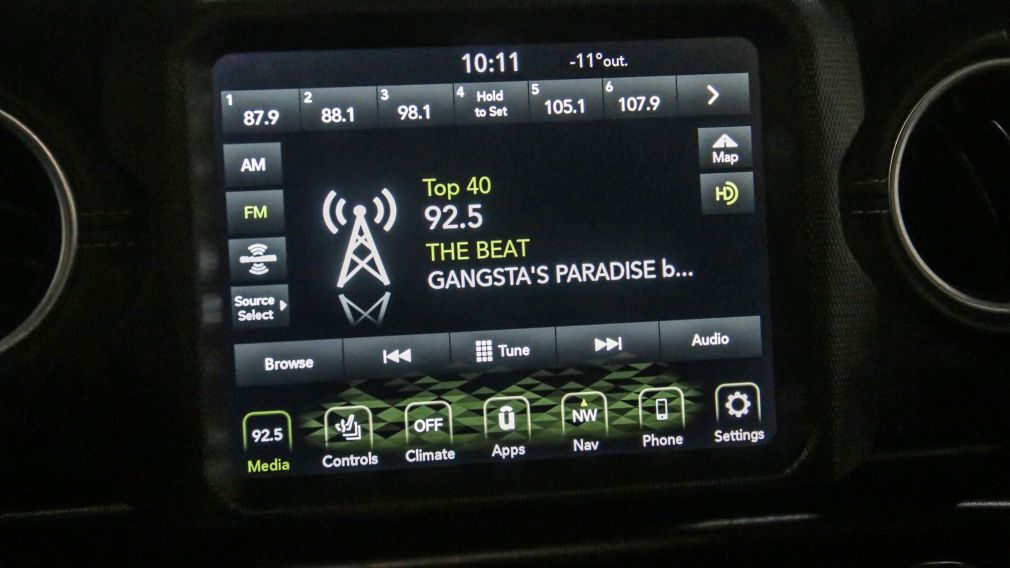 10:11 -11°out.
1 87.9
2 88.1
3 98.1
4 Hold to Set
5 105.1
6 107.9
>
AM
FM
SiriusXM
Source Select
Map
HD
Top 40
92.5
THE BEAT
GANGSTA'S PARADISE b...
Browse
Tune
Audio
92.5
Media
Controls
OFF
Climate
u
Apps
NW
Nav
Phone
Settings